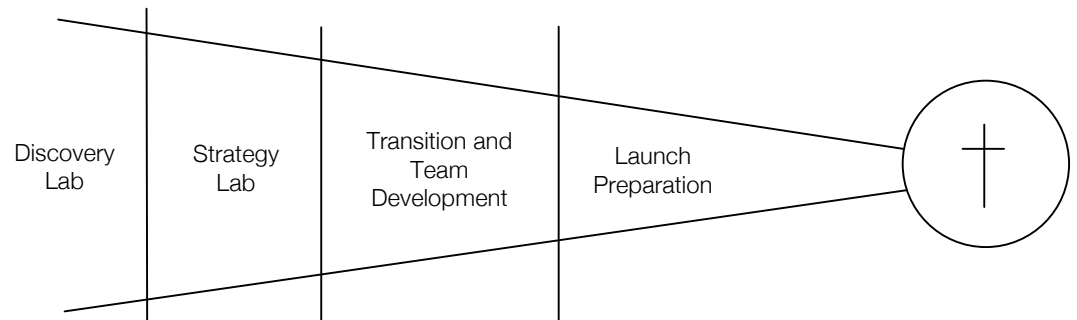 Discovery
Lab
Strategy
Lab
Transition and
Team
Development
Launch
Preparation